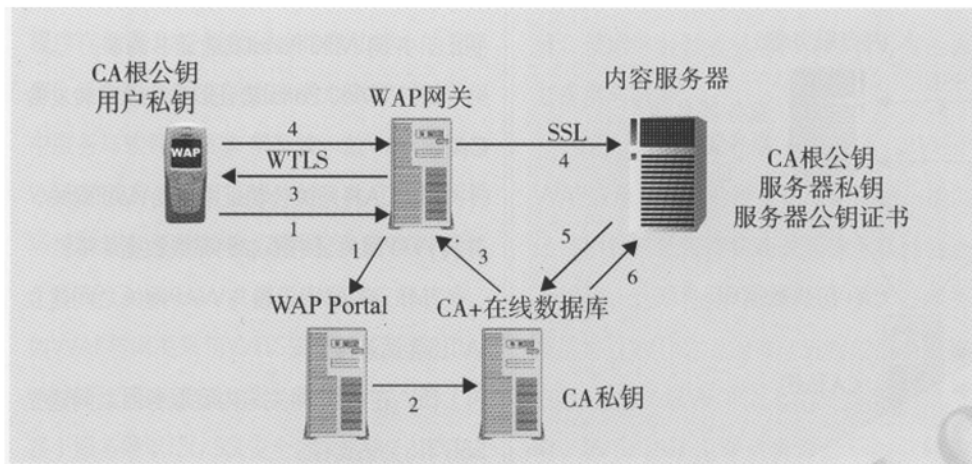 CA根公钥
用户私钥
WAP网关
内容服务器
WAP
4
WTLS
3
1
SSL
4
CA根公钥
服务器私钥
服务器公钥证书
1
3
5
6
WAP Portal
CA+在线数据库
2
CA私钥